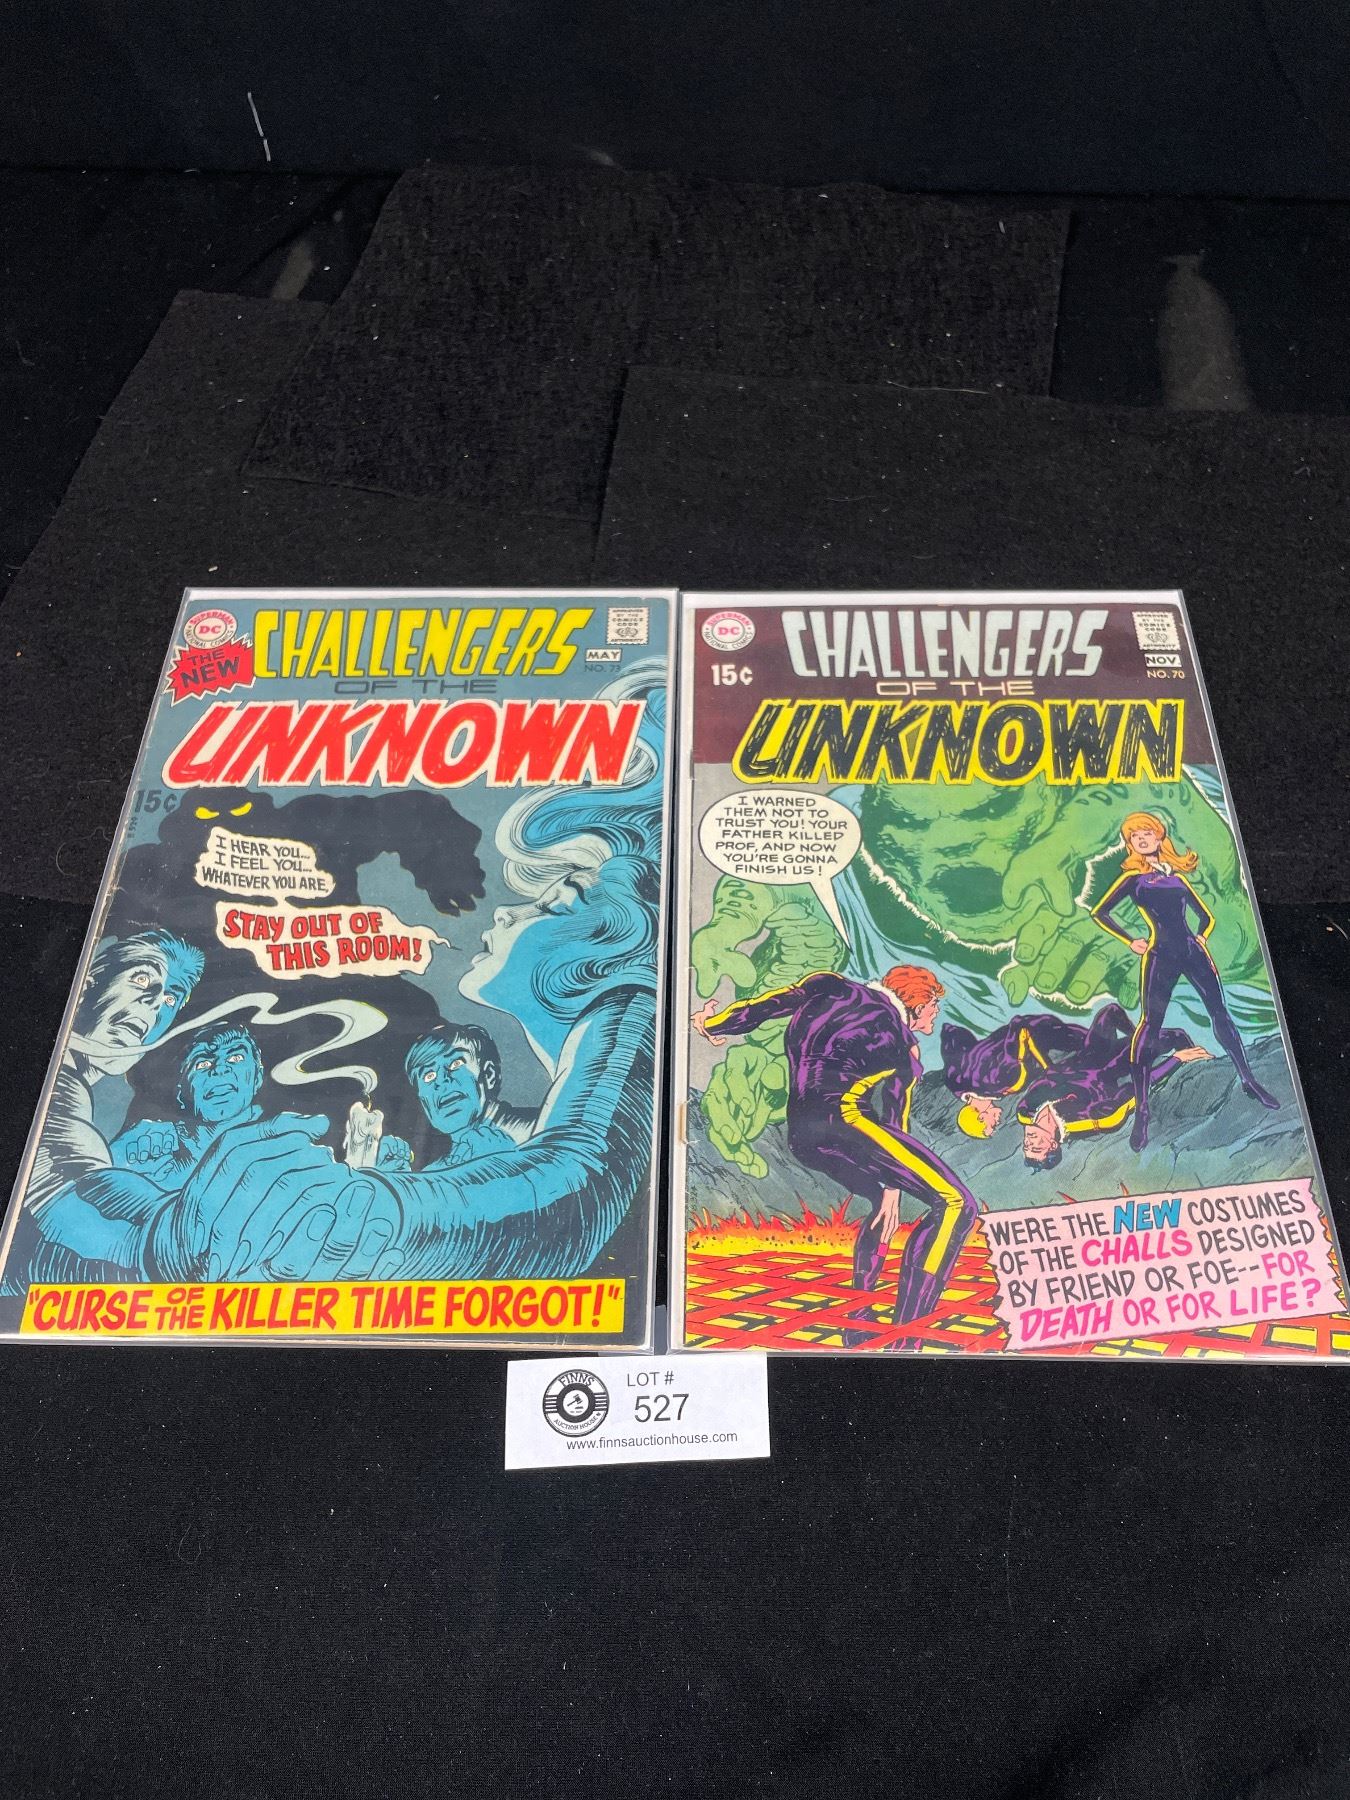 SUPERMAN
DC
NATIONAL COMICS
THE
NEW
CHALLENGERS
OF THE
UNKNOWN
APPROVED
BY THE
COMICS
CODE
AUTHORITY
MAY
NO. 73
15¢
I HEAR YOU...
I FEEL YOU...
WHATEVER YOU ARE,
STAY OUT OF
THIS ROOM!
"CURSE OF THE KILLER TIME FORGOT!"
SUPERMAN
DC
NATIONAL COMICS
15¢
CHALLENGERS
OF THE
UNKNOWN
APPROVED
BY THE
COMICS
CODE
AUTHORITY
NOV.
NO. 70
I WARNED
THEM NOT TO
TRUST YOU! YOUR
FATHER KILLED
PROF, AND NOW
YOU'RE GONNA
FINISH US!
WERE THE NEW COSTUMES
OF THE CHALLS DESIGNED
BY FRIEND OR FOE--FOR
DEATH OR FOR LIFE?
FINNS
AUCTION HOUSE
LOT #
527
www.finnsauctionhouse.com